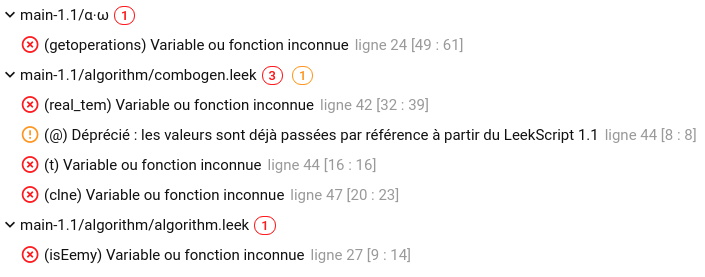 main-1.1/α·ω 1
(getoperations) Variable ou fonction inconnue ligne 24 [49 : 61]
main-1.1/algorithm/combogen.leek 3 1
(real_tem) Variable ou fonction inconnue ligne 42 [32 : 39]
(@) Déprécié : les valeurs sont déjà passées par référence à partir du LeekScript 1.1 ligne 44 [8 : 8]
(t) Variable ou fonction inconnue ligne 44 [16 : 16]
(clne) Variable ou fonction inconnue ligne 47 [20 : 23]
main-1.1/algorithm/algorithm.leek 1
(isEemy) Variable ou fonction inconnue ligne 27 [9 : 14]